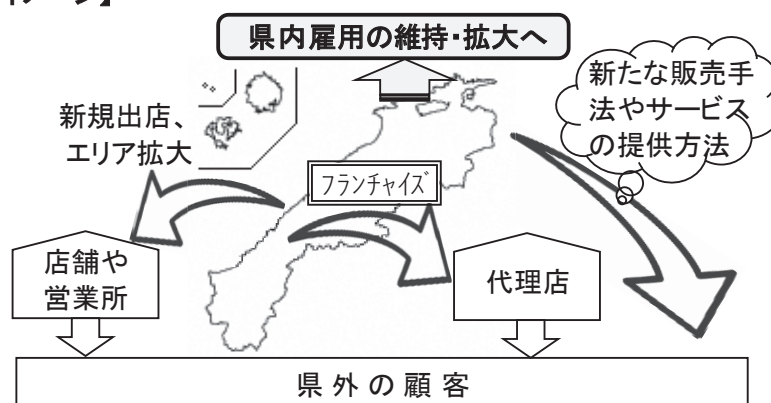 県内雇用の維持・拡大へ
新たな販売手
法やサービス
の提供方法
新規出店、
エリア拡大
フランチャイズ
店舗や
営業所
代理店
県外の顧客